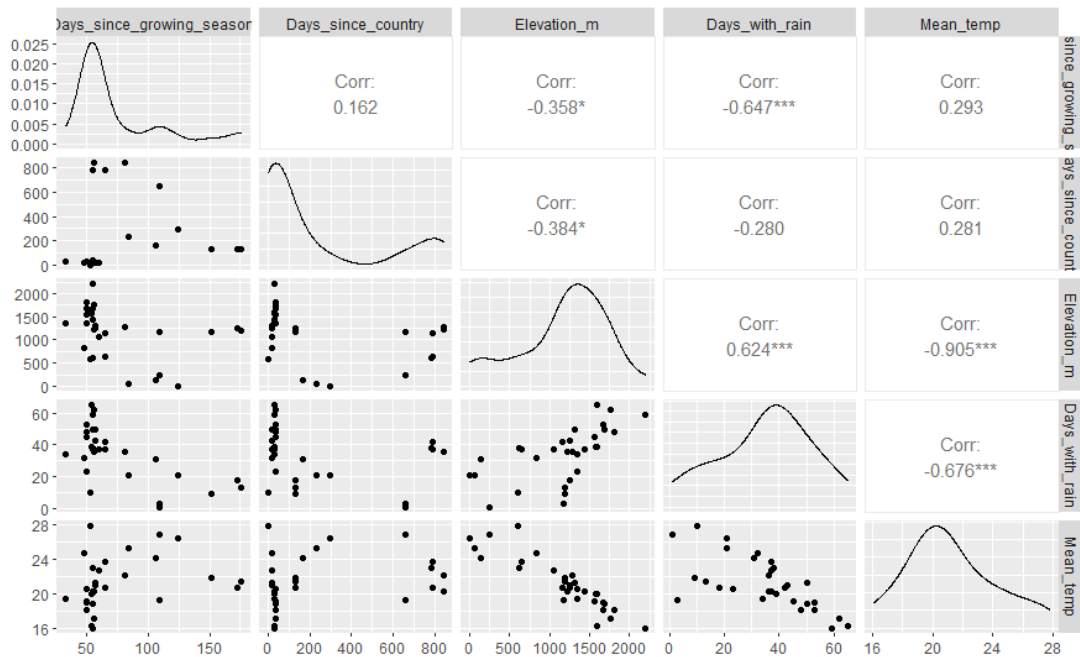 Days_since_growing_season Days_since_country Elevation_m Days_with_rain Mean_temp
0.025
0.020
0.015
0.010
0.005
0.000
Corr:
0.162
Corr:
-0.358*
Corr:
-0.647***
Corr:
0.293
since_growing_s
800
600
400
200
0
Corr:
-0.384*
Corr:
-0.280
Corr:
0.281
ays_since_count
2000
1500
1000
500
0
Corr:
0.624***
Corr:
-0.905***
Elevation_m
60
40
20
0
Corr:
-0.676***
Days_with_rain
28
24
20
16
Mean_temp
50 100 150 0 200 400 600 800 0 500 1000 1500 2000 0 20 40 60 16 20 24 28